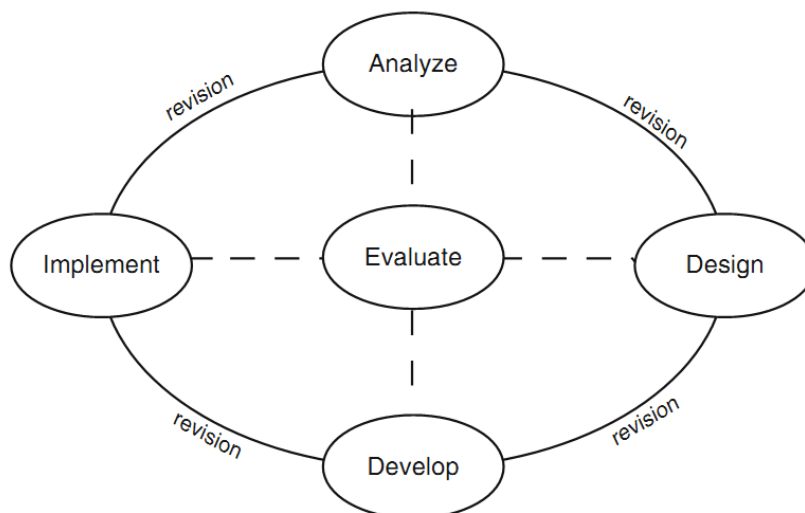 Analyze
revision
revision
Implement
Evaluate
Design
revision
revision
Develop